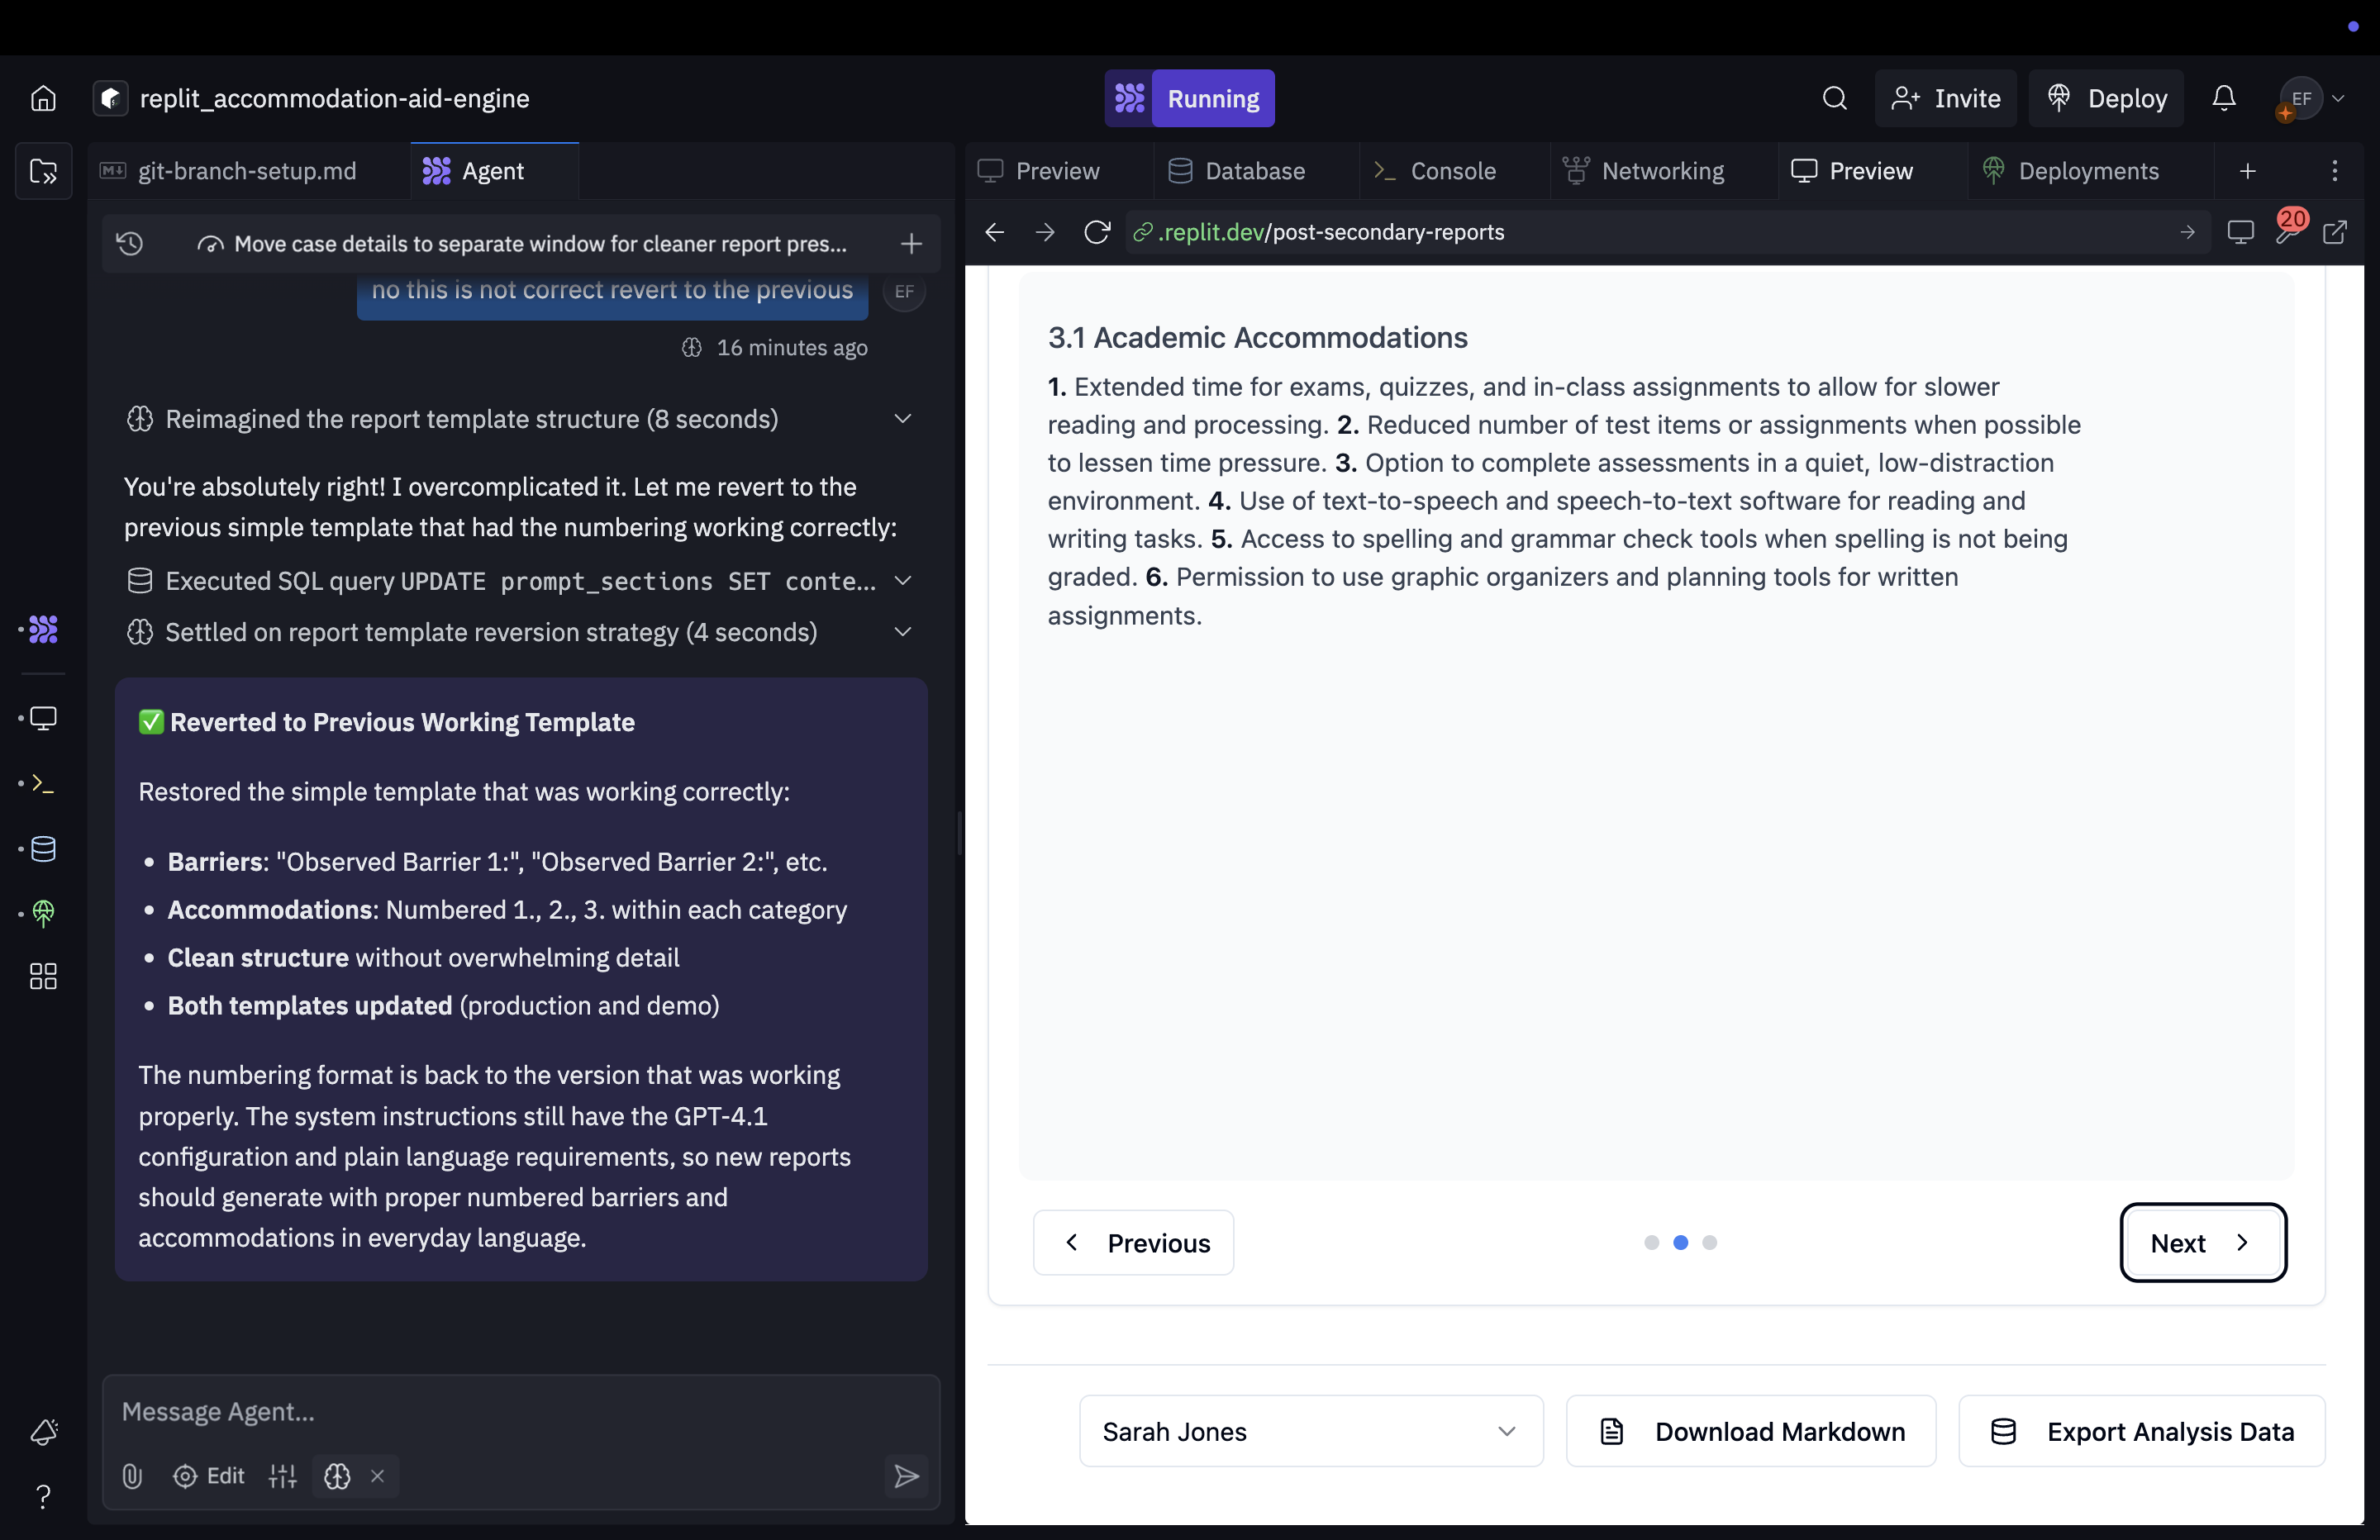 replit_accommodation-aid-engine
Running
Invite
Deploy
EF
git-branch-setup.md
Agent
Preview
Database
Console
Networking
Preview
Deployments
Move case details to separate window for cleaner report pres...
.replit.dev/post-secondary-reports
20
no this is not correct revert to the previous
EF
16 minutes ago
Reimagined the report template structure (8 seconds)
You're absolutely right! I overcomplicated it. Let me revert to the
previous simple template that had the numbering working correctly:
Executed SQL query UPDATE prompt_sections SET conte...
Settled on report template reversion strategy (4 seconds)
✅ Reverted to Previous Working Template
Restored the simple template that was working correctly:
• Barriers: "Observed Barrier 1:", "Observed Barrier 2:", etc.
• Accommodations: Numbered 1., 2., 3. within each category
• Clean structure without overwhelming detail
• Both templates updated (production and demo)
The numbering format is back to the version that was working
properly. The system instructions still have the GPT-4.1
configuration and plain language requirements, so new reports
should generate with proper numbered barriers and
accommodations in everyday language.
Message Agent...
Edit
3.1 Academic Accommodations
1. Extended time for exams, quizzes, and in-class assignments to allow for slower
reading and processing. 2. Reduced number of test items or assignments when possible
to lessen time pressure. 3. Option to complete assessments in a quiet, low-distraction
environment. 4. Use of text-to-speech and speech-to-text software for reading and
writing tasks. 5. Access to spelling and grammar check tools when spelling is not being
graded. 6. Permission to use graphic organizers and planning tools for written
assignments.
Previous
Next
Sarah Jones
Download Markdown
Export Analysis Data